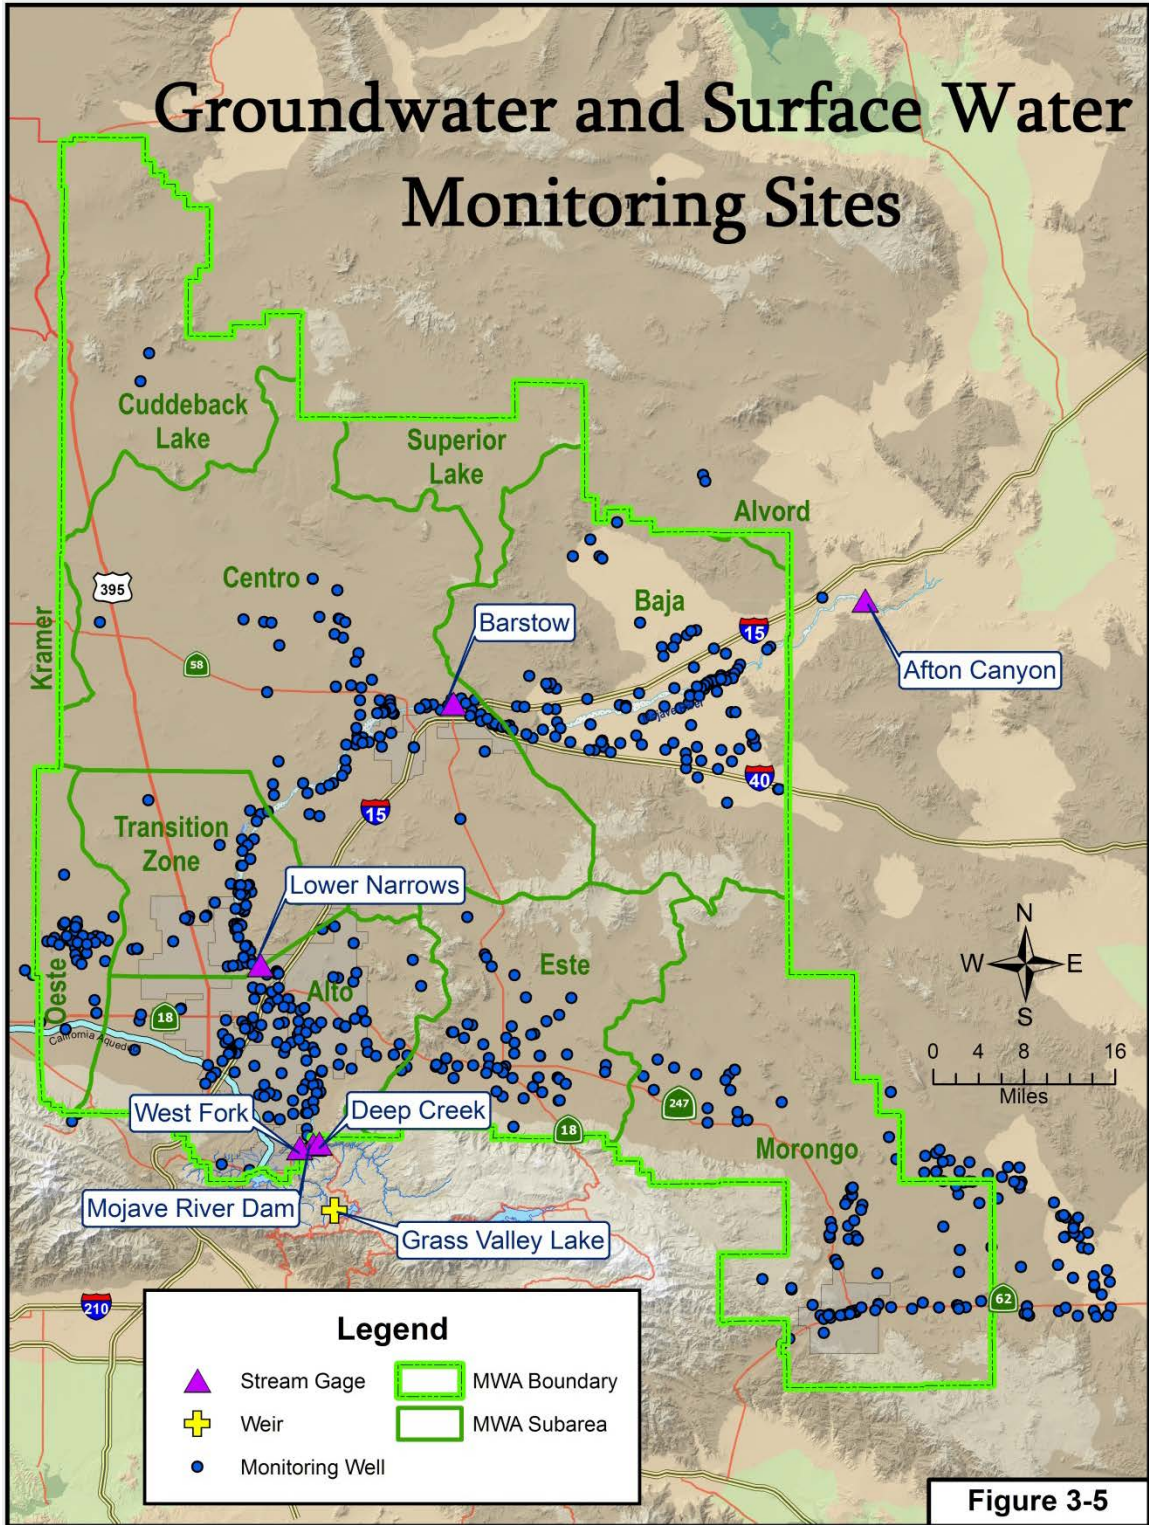 Groundwater and Surface Water
Monitoring Sites
Cuddeback
Lake
Superior
Lake
Alvord
Centro
395
Kramer
Baja
Barstow
15
58
Afton Canyon
40
15
Transition
Zone
Lower Narrows
N
W
E
S
Este
Oeste
Alto
18
California Aqueduct
0 4 8 16
Miles
West Fork
Deep Creek
247
18
Morongo
Mojave River Dam
Grass Valley Lake
62
210
Legend
Stream Gage
MWA Boundary
Weir
MWA Subarea
Monitoring Well
Figure 3-5